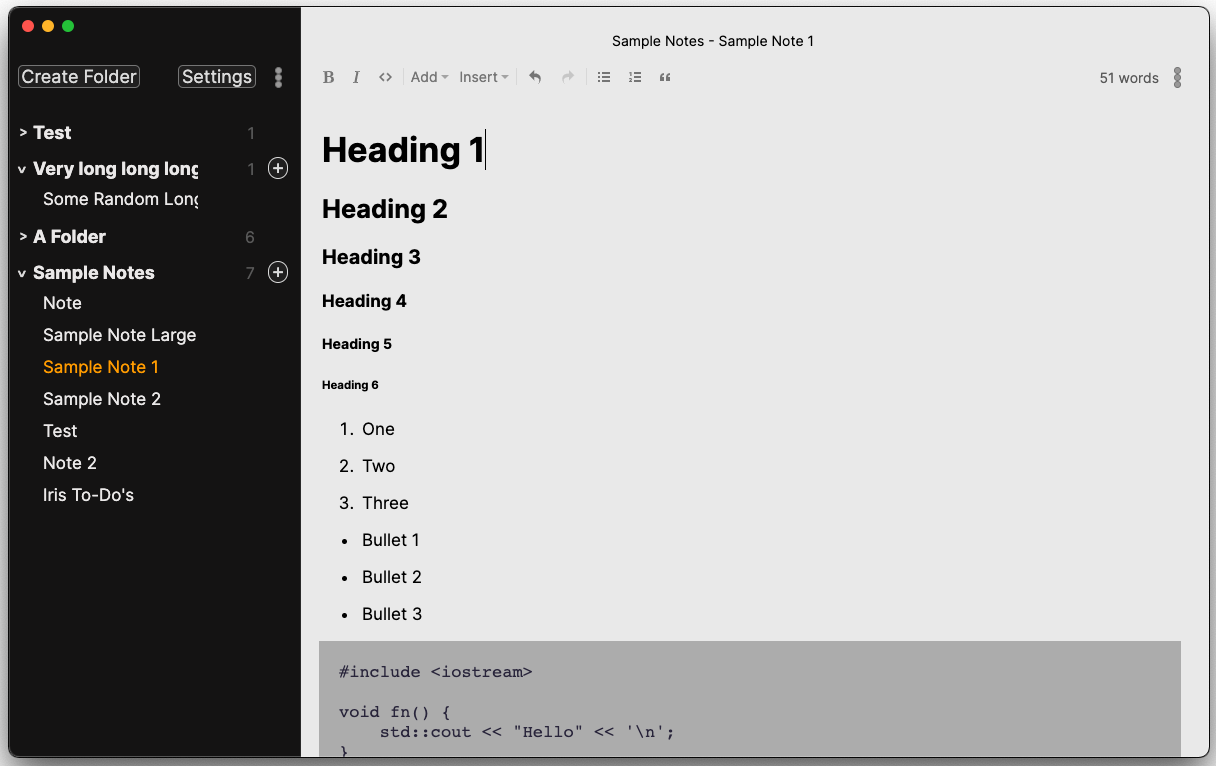 Create Folder Settings
> Test 1
v Very long long long 1
Some Random Long
> A Folder 6
v Sample Notes 7
Note
Sample Note Large
Sample Note 1
Sample Note 2
Test
Note 2
Iris To-Do's
Sample Notes - Sample Note 1
B I <> Add Insert 51 words
Heading 1
Heading 2
Heading 3
Heading 4
Heading 5
Heading 6
1. One
2. Two
3. Three
• Bullet 1
• Bullet 2
• Bullet 3
#include <iostream>
void fn() {
std::cout << "Hello" << '\n';
}